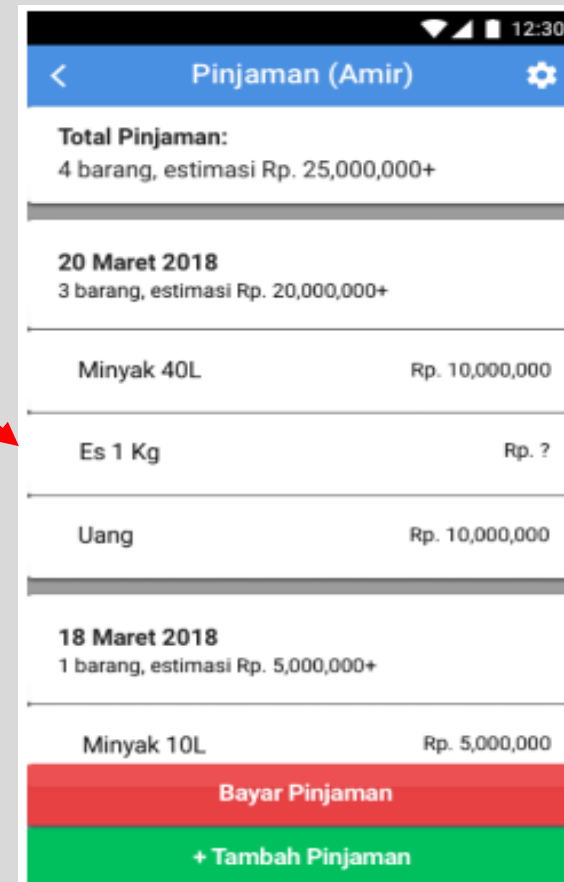 12:30
Pinjaman (Amir)
Total Pinjaman:
4 barang, estimasi Rp. 25,000,000+
20 Maret 2018
3 barang, estimasi Rp. 20,000,000+
Minyak 40L Rp. 10,000,000
Es 1 Kg Rp. ?
Uang Rp. 10,000,000
18 Maret 2018
1 barang, estimasi Rp. 5,000,000+
Minyak 10L Rp. 5,000,000
Bayar Pinjaman
+ Tambah Pinjaman